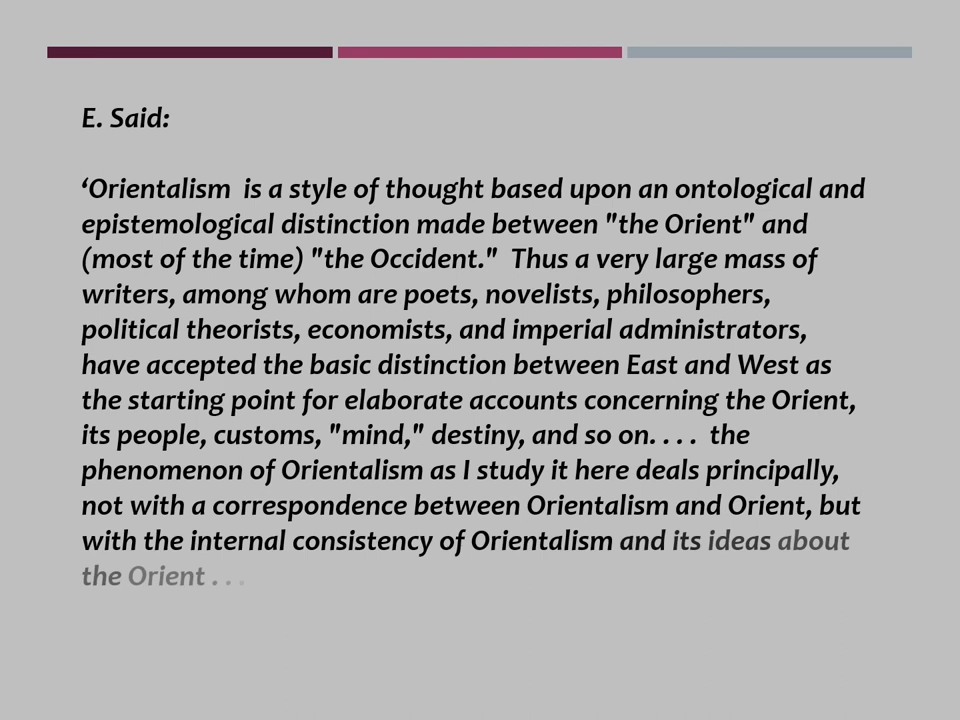 E. Said:
‘Orientalism  is a style of thought based upon an ontological and
epistemological distinction made between "the Orient" and
(most of the time) "the Occident."  Thus a very large mass of
writers, among whom are poets, novelists, philosophers,
political theorists, economists, and imperial administrators,
have accepted the basic distinction between East and West as
the starting point for elaborate accounts concerning the Orient,
its people, customs, "mind," destiny, and so on. . . .  the
phenomenon of Orientalism as I study it here deals principally,
not with a correspondence between Orientalism and Orient, but
with the internal consistency of Orientalism and its ideas about
the Orient . . .